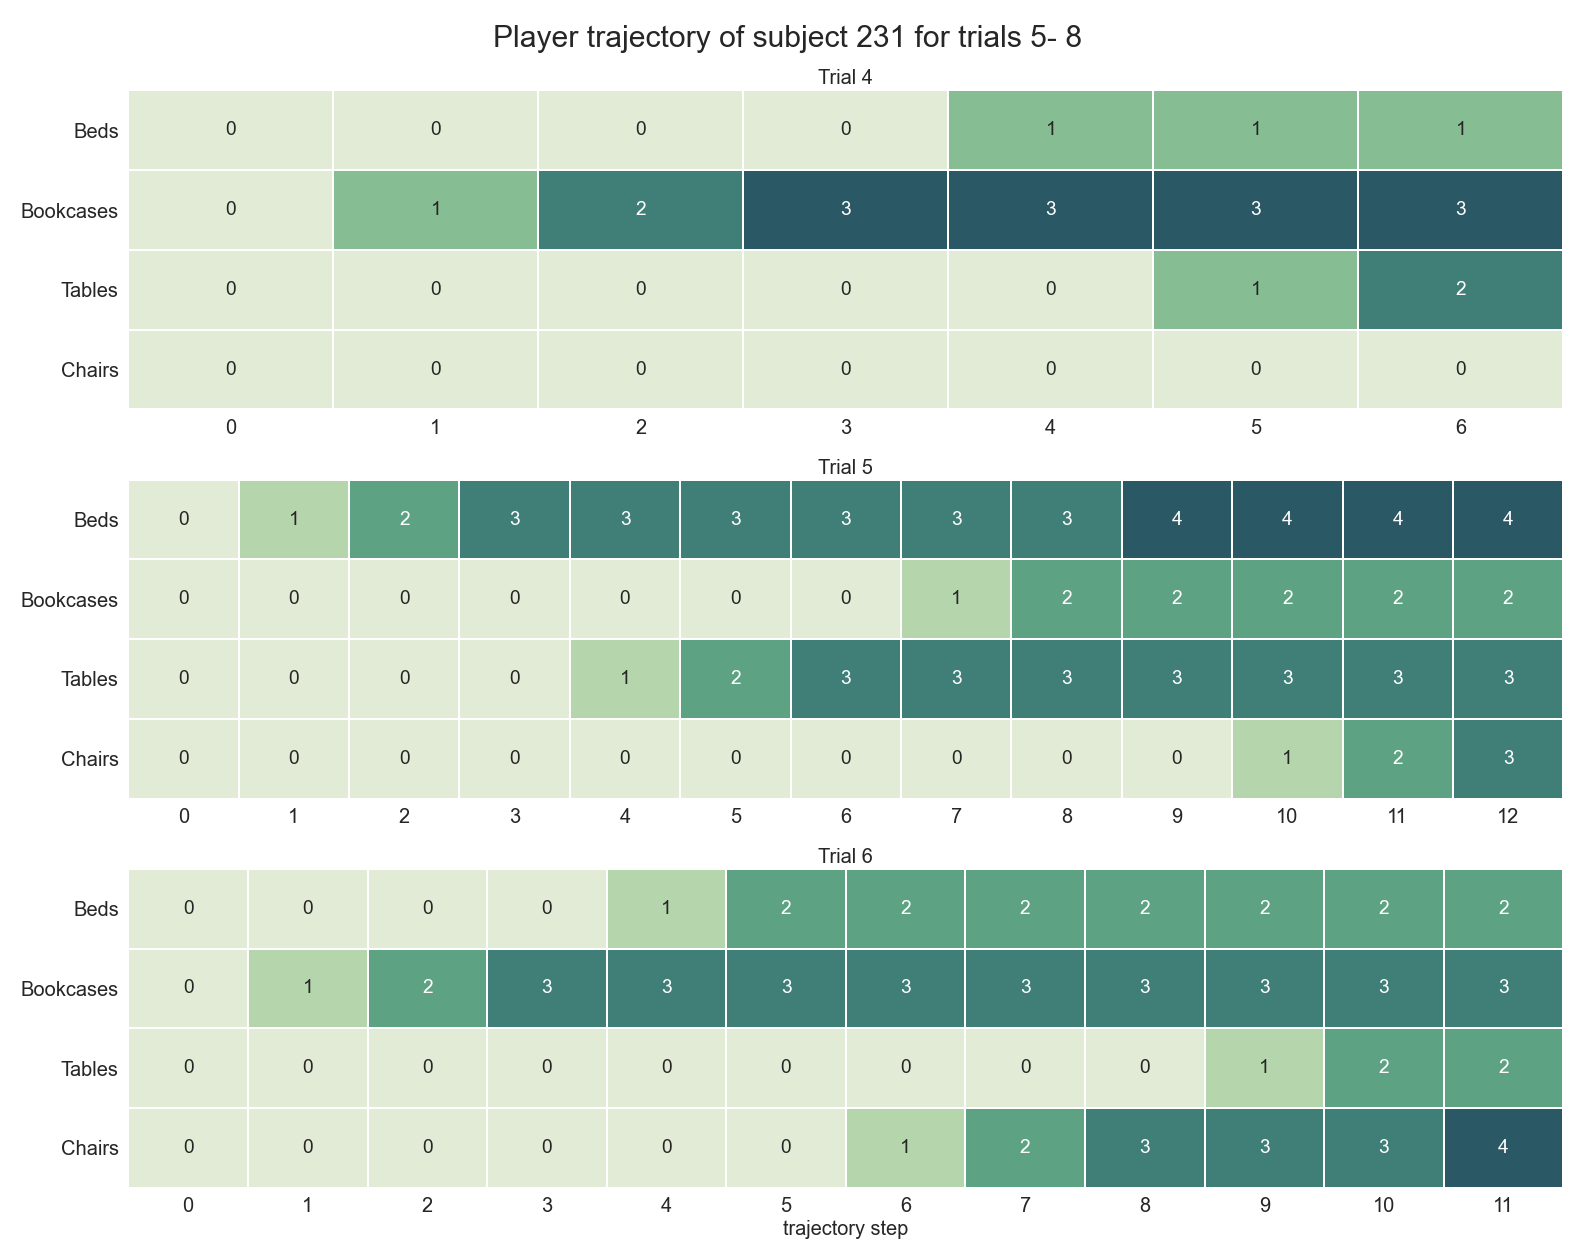 Player trajectory of subject 231 for trials 5- 8
Trial 4
Beds 0 0 0 0 1 1 1
Bookcases 0 1 2 3 3 3 3
Tables 0 0 0 0 0 1 2
Chairs 0 0 0 0 0 0 0
0 1 2 3 4 5 6
Trial 5
Beds 0 1 2 3 3 3 3 3 3 4 4 4 4
Bookcases 0 0 0 0 0 0 0 1 2 2 2 2 2
Tables 0 0 0 0 1 2 3 3 3 3 3 3 3
Chairs 0 0 0 0 0 0 0 0 0 0 1 2 3
0 1 2 3 4 5 6 7 8 9 10 11 12
Trial 6
Beds 0 0 0 0 1 2 2 2 2 2 2 2
Bookcases 0 1 2 3 3 3 3 3 3 3 3 3
Tables 0 0 0 0 0 0 0 0 0 1 2 2
Chairs 0 0 0 0 0 0 1 2 3 3 3 4
0 1 2 3 4 5 6 7 8 9 10 11
trajectory step